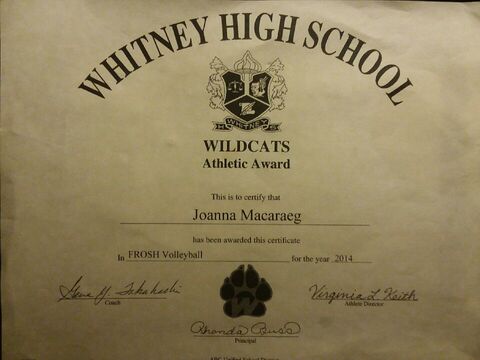 WHITNEY HIGH SCHOOL
WHITNEY
WILDCATS
Athletic Award
This is to certify that
Joanna Macaraeg
has been awarded this certificate
In FROSH Volleyball for the year 2014
Gene H. Takahashi Virginia L. Keith
Coach Athletic Director
W
Rhonda Buss
Principal
ABC Unified School District